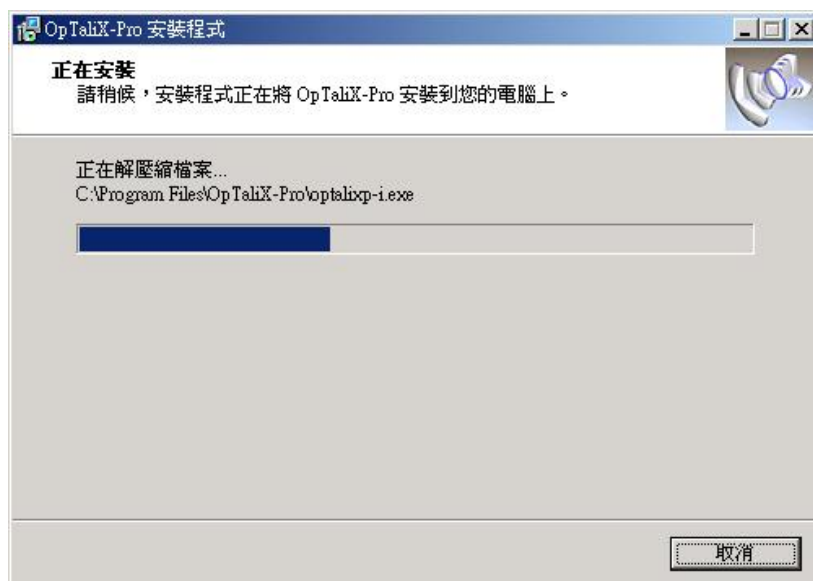 OpTaliX-Pro 安裝程式
正在安裝
請稍候，安裝程式正在將 OpTaliX-Pro 安裝到您的電腦上。
正在解壓縮檔案...
C:\Program Files\OpTaliX-Pro\optalixp-i.exe
取消